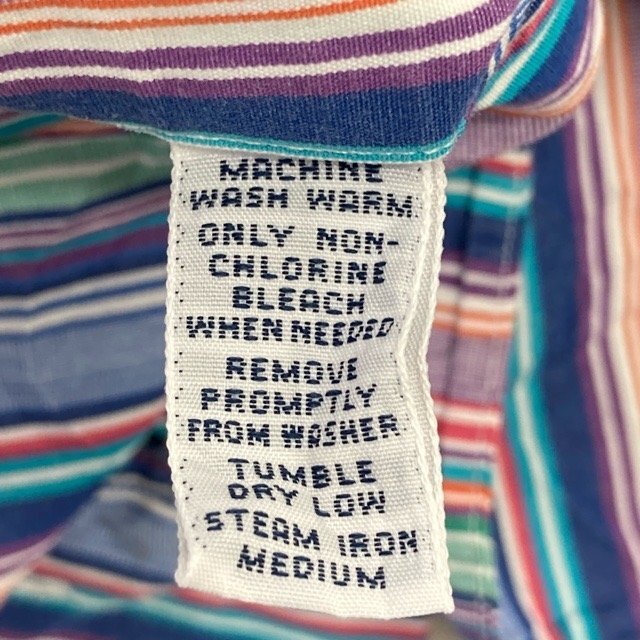 MACHINE
WASH WARM
ONLY NON-
CHLORINE
BLEACH
WHEN NEEDED
REMOVE
PROMPTLY
FROM WASHER
TUMBLE
DRY LOW
STEAM IRON
MEDIUM